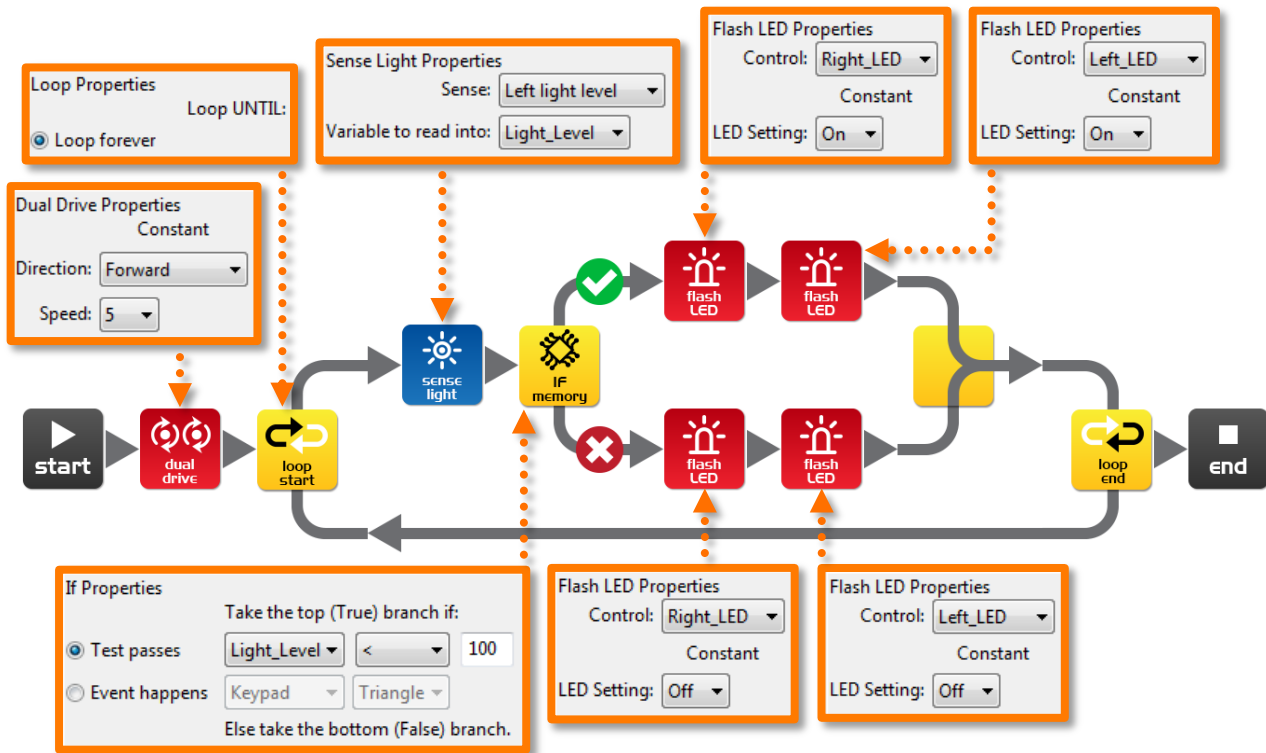 Flash LED Properties
Control: Right_LED
Constant
LED Setting: On
Flash LED Properties
Control: Left_LED
Constant
LED Setting: On
Sense Light Properties
Sense: Left light level
Variable to read into: Light_Level
Loop Properties
Loop UNTIL:
Loop forever
Dual Drive Properties
Constant
Direction: Forward
Speed: 5
start
dual
drive
loop
start
sense
light
IF
memory
flash
LED
flash
LED
flash
LED
flash
LED
loop
end
end
If Properties
Take the top (True) branch if:
Test passes Light_Level < 100
Event happens Keypad Triangle
Else take the bottom (False) branch.
Flash LED Properties
Control: Right_LED
Constant
LED Setting: Off
Flash LED Properties
Control: Left_LED
Constant
LED Setting: Off